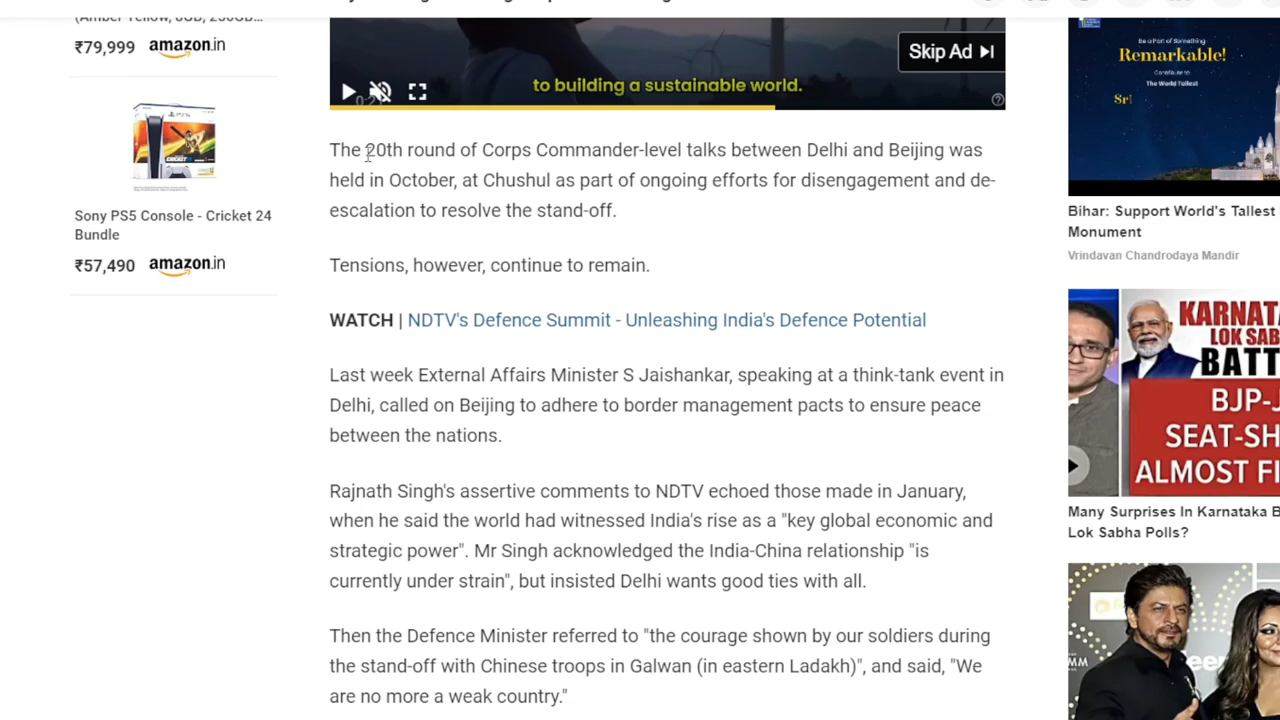 (Amber Yellow, 8GB, 256GB...
₹79,999 amazon.in
Sony PS5 Console - Cricket 24
Bundle
₹57,490 amazon.in
Skip Ad
to building a sustainable world.
The 20th round of Corps Commander-level talks between Delhi and Beijing was
held in October, at Chushul as part of ongoing efforts for disengagement and de-
escalation to resolve the stand-off.
Tensions, however, continue to remain.
WATCH | NDTV's Defence Summit - Unleashing India's Defence Potential
Last week External Affairs Minister S Jaishankar, speaking at a think-tank event in
Delhi, called on Beijing to adhere to border management pacts to ensure peace
between the nations.
Rajnath Singh's assertive comments to NDTV echoed those made in January,
when he said the world had witnessed India's rise as a "key global economic and
strategic power". Mr Singh acknowledged the India-China relationship "is
currently under strain", but insisted Delhi wants good ties with all.
Then the Defence Minister referred to "the courage shown by our soldiers during
the stand-off with Chinese troops in Galwan (in eastern Ladakh)", and said, "We
are no more a weak country."
Be a Part of Something
Remarkable!
Contribute to
The World Tallest
Sri
Bihar: Support World's Tallest
Monument
Vrindavan Chandrodaya Mandir
KARNATA
LOK SAB
BATT
BJP-J
SEAT-SH
ALMOST FI
Many Surprises In Karnataka B
Lok Sabha Polls?